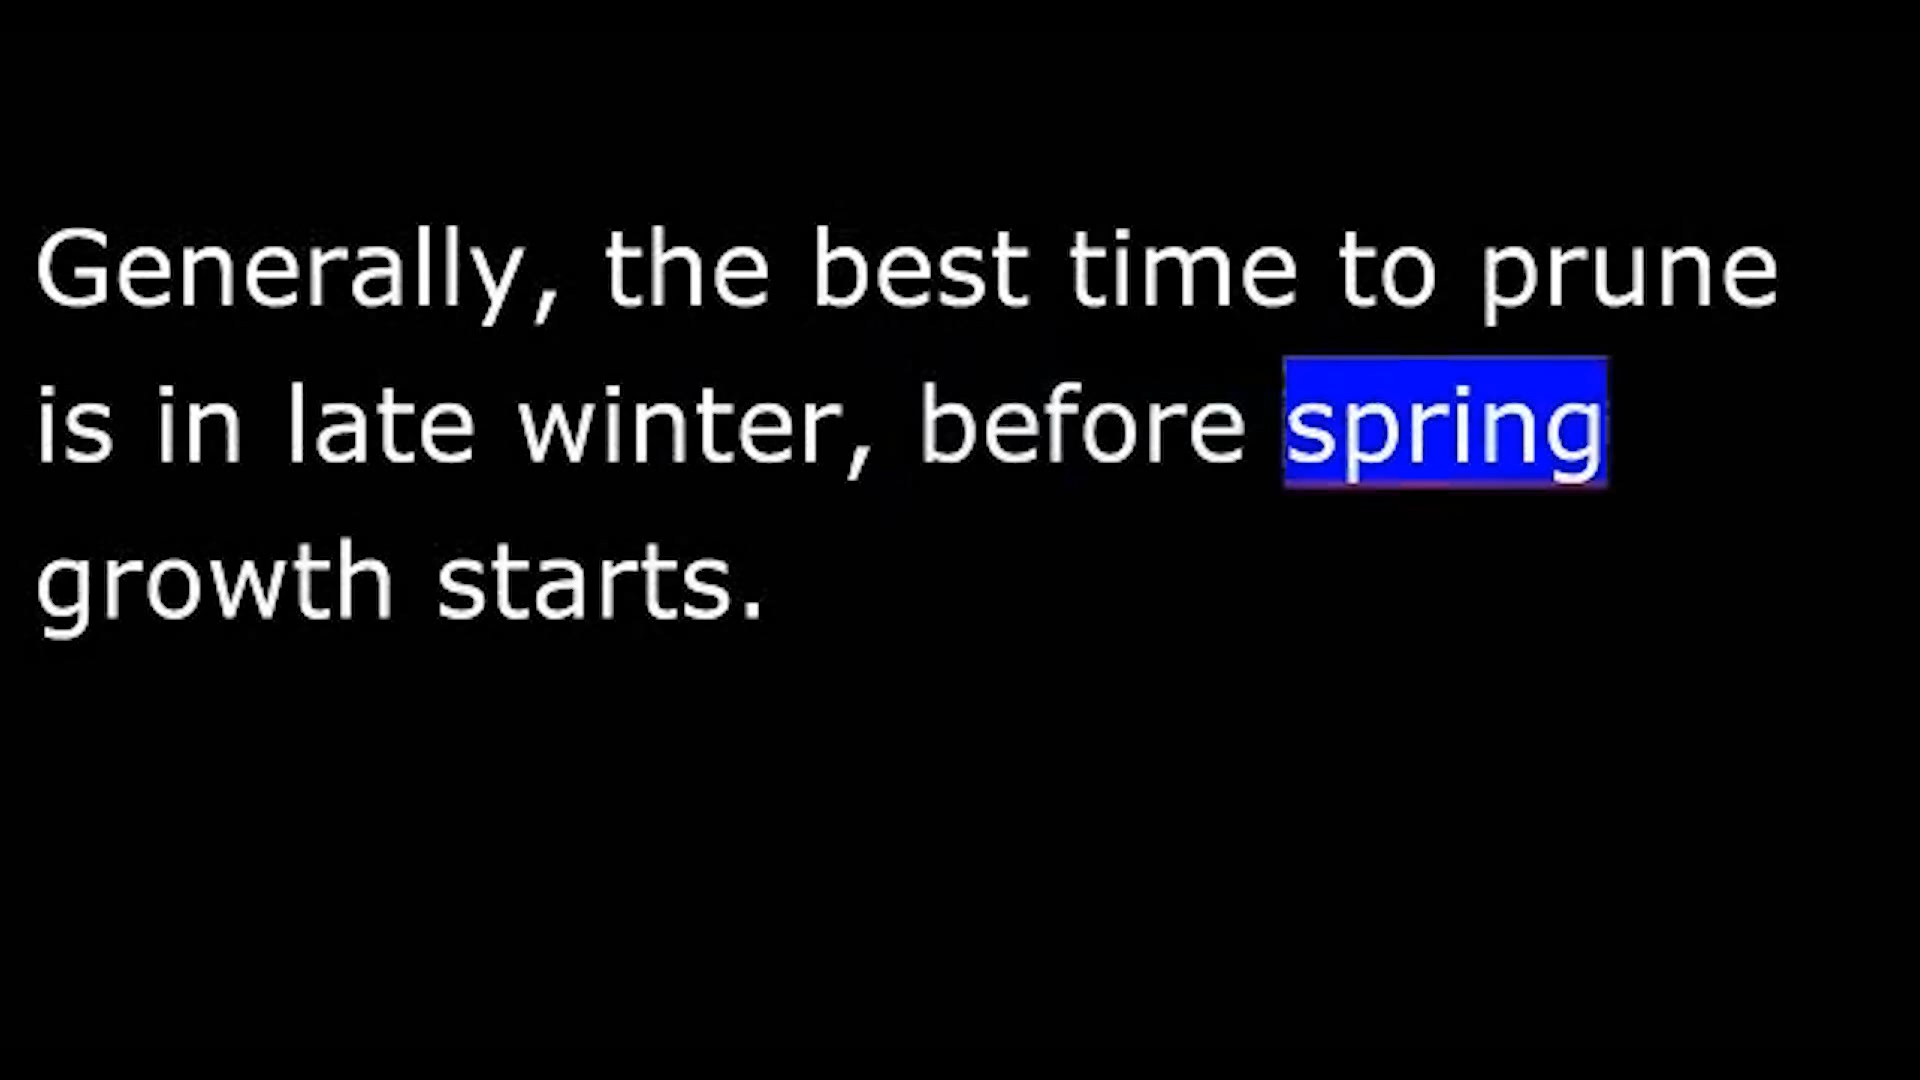 Generally, the best time to prune
is in late winter, before spring
growth starts.